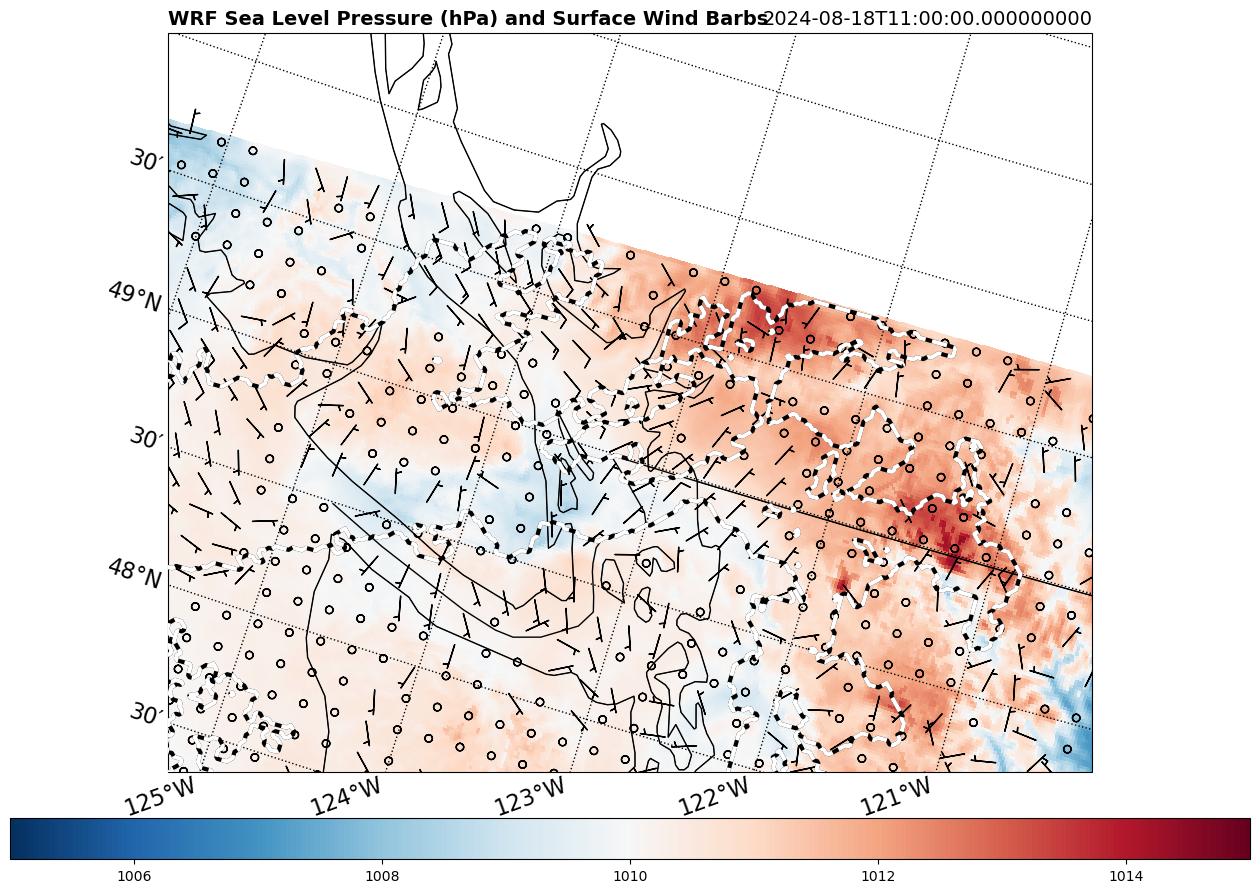 WRF Sea Level Pressure (hPa) and Surface Wind Barbs 2024-08-18T11:00:00.000000000
30′
49°N
30′
48°N
30′
125°W 124°W 123°W 122°W 121°W
1006 1008 1010 1012 1014